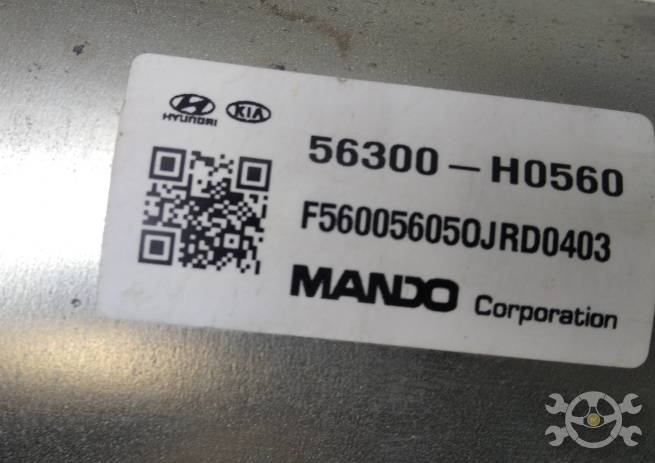 HYUNDAI KIA
56300 - H0560
F560056050JRD0403
MANDO Corporation